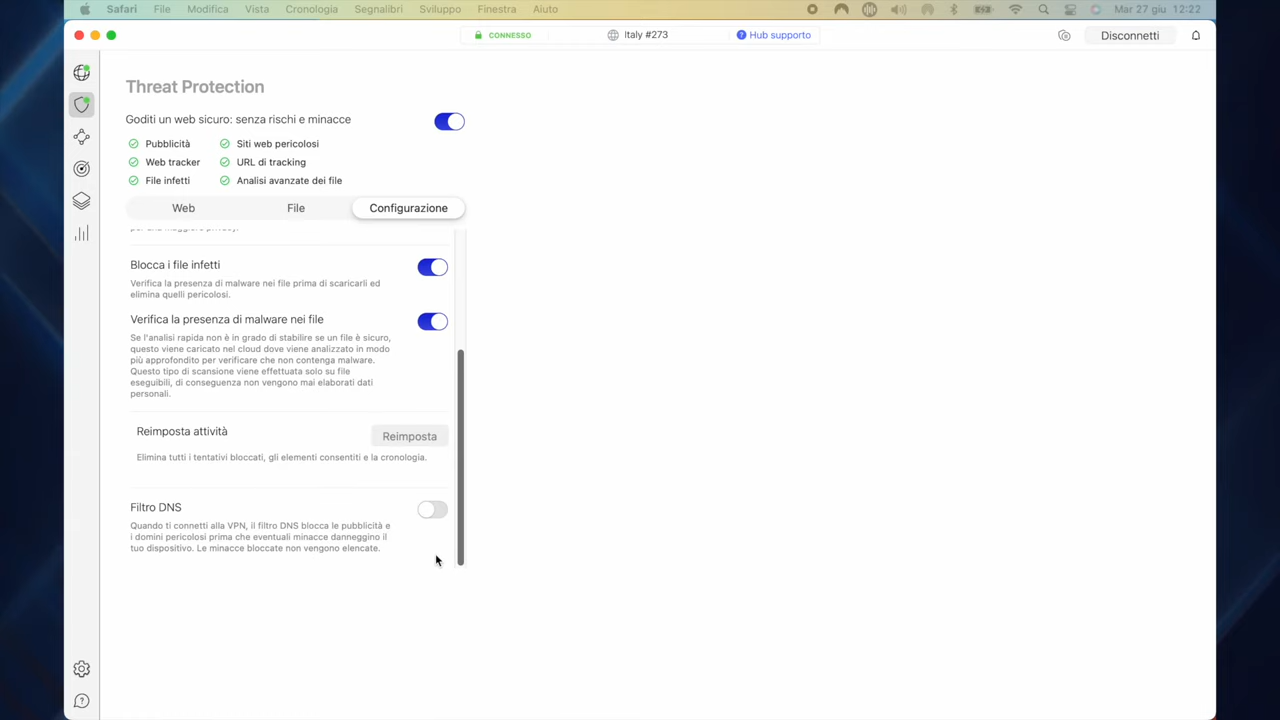 Safari File Modifica Vista Cronologia Segnalibri Sviluppo Finestra Aiuto Mar 27 giu 12:22
CONNESSO Italy #273 Hub supporto Disconnetti
Threat Protection
Goditi un web sicuro: senza rischi e minacce
Pubblicità Siti web pericolosi
Web tracker URL di tracking
File infetti Analisi avanzate dei file
Web File Configurazione
per una maggiore privacy.
Blocca i file infetti
Verifica la presenza di malware nei file prima di scaricarli ed
elimina quelli pericolosi.
Verifica la presenza di malware nei file
Se l'analisi rapida non è in grado di stabilire se un file è sicuro,
questo viene caricato nel cloud dove viene analizzato in modo
più approfondito per verificare che non contenga malware.
Questo tipo di scansione viene effettuata solo su file
eseguibili, di conseguenza non vengono mai elaborati dati
personali.
Reimposta attività Reimposta
Elimina tutti i tentativi bloccati, gli elementi consentiti e la cronologia.
Filtro DNS
Quando ti connetti alla VPN, il filtro DNS blocca le pubblicità e
i domini pericolosi prima che eventuali minacce danneggino il
tuo dispositivo. Le minacce bloccate non vengono elencate.